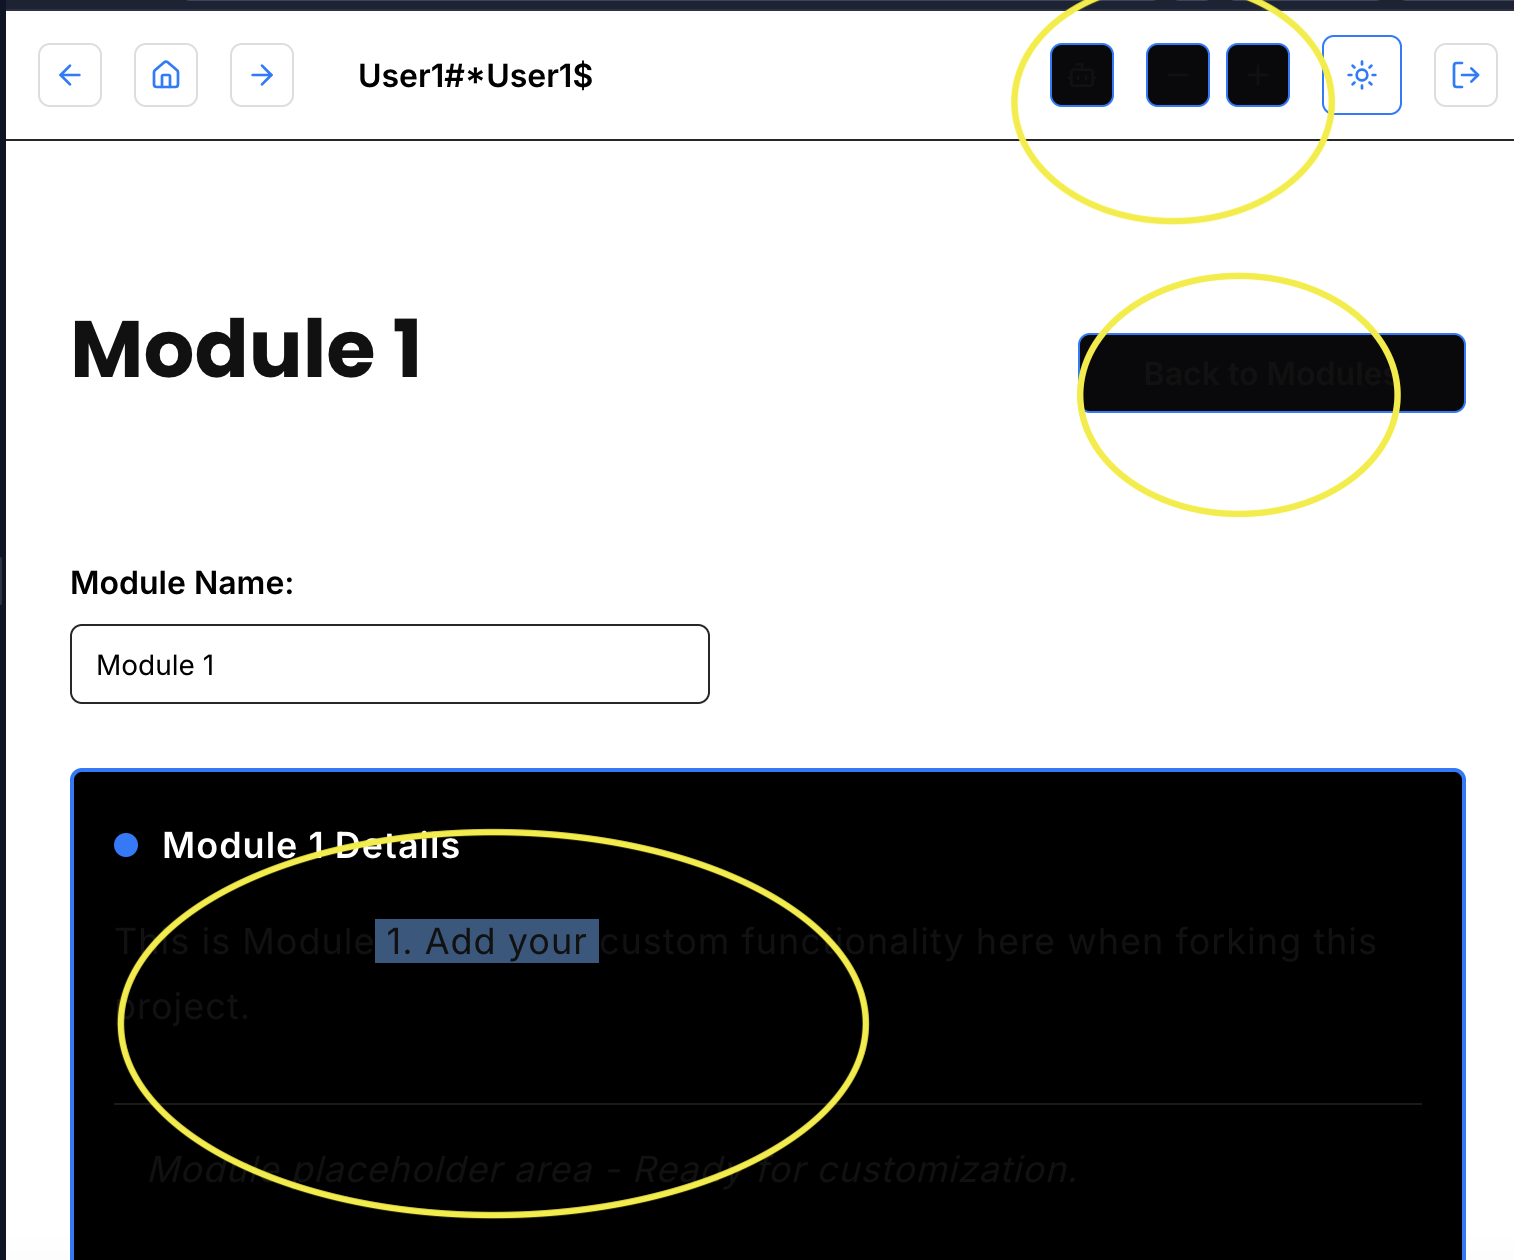 User1#*User1$
Module 1
Back to Modules
Module Name:
Module 1
Module 1 Details
This is Module 1. Add your custom functionality here when forking this
project.
Module placeholder area - Ready for customization.